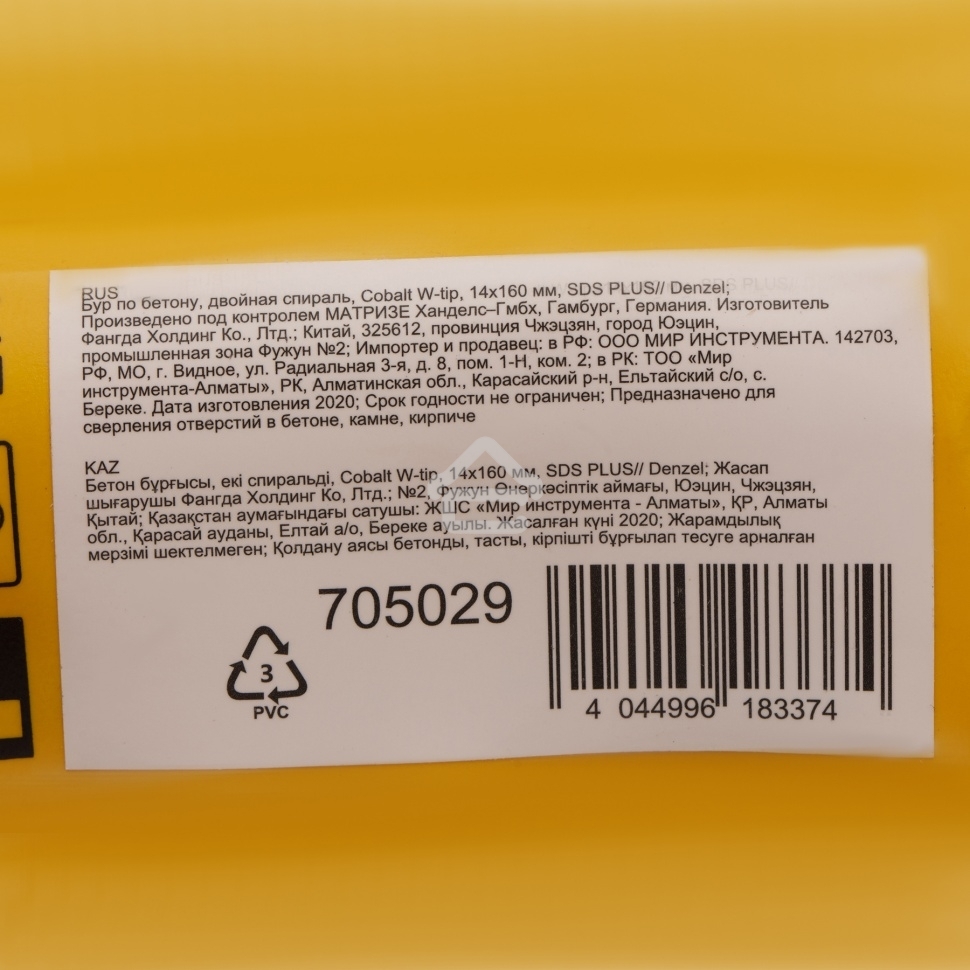 RUS
Бур по бетону, двойная спираль, Cobalt W-tip, 14x160 мм, SDS PLUS// Denzel;
Произведено под контролем МАТРИЗЕ Ханделс–Гмбх, Гамбург, Германия. Изготовитель
Фангда Холдинг Ко., Лтд.; Китай, 325612, провинция Чжэцзян, город Юэцин,
промышленная зона Фужун №2; Импортер и продавец: в РФ: ООО МИР ИНСТРУМЕНТА. 142703,
РФ, МО, г. Видное, ул. Радиальная 3-я, д. 8, пом. 1-Н, ком. 2; в РК: ТОО «Мир
инструмента-Алматы», РК, Алматинская обл., Карасайский р-н, Ельтайский с/о, с.
Береке. Дата изготовления 2020; Срок годности не ограничен; Предназначено для
сверления отверстий в бетоне, камне, кирпиче
KAZ
Бетон бұрғысы, екі спиральді, Cobalt W-tip, 14x160 мм, SDS PLUS// Denzel; Жасап
шығарушы Фангда Холдинг Ко, Лтд.; №2 Фужун Өнеркәсіптік аймағы, Юэцин, Чжэцзян,
Қытай; Қазақстан аумағындағы сатушы: ЖШС «Мир инструмента - Алматы», ҚР, Алматы
обл., Қарасай ауданы, Елтай а/о, Береке ауылы. Жасалған күні 2020; Жарамдылық
мерзімі шектелмеген; Қолдану аясы бетонды, тасты, кірпішті бұрғылап тесуге арналған
705029
3
PVC
4 044996 183374